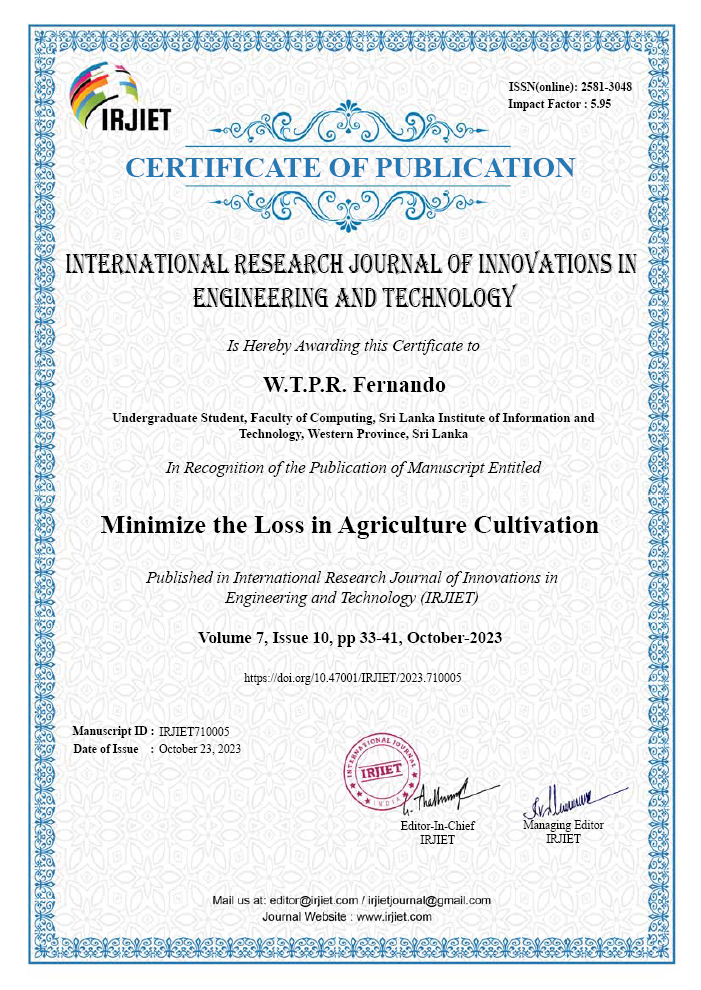 IRJIET
ISSN(online): 2581-3048
Impact Factor : 5.95
CERTIFICATE OF PUBLICATION
INTERNATIONAL RESEARCH JOURNAL OF INNOVATIONS IN
ENGINEERING AND TECHNOLOGY
Is Hereby Awarding this Certificate to
W.T.P.R. Fernando
Undergraduate Student, Faculty of Computing, Sri Lanka Institute of Information and
Technology, Western Province, Sri Lanka
In Recognition of the Publication of Manuscript Entitled
Minimize the Loss in Agriculture Cultivation
Published in International Research Journal of Innovations in
Engineering and Technology (IRJIET)
Volume 7, Issue 10, pp 33-41, October-2023
https://doi.org/10.47001/IRJIET/2023.710005
Manuscript ID : IRJIET710005
Date of Issue : October 23, 2023
INTERNATIONAL JOURNAL
IRJIET
INDIA
Editor-In-Chief
IRJIET
Managing Editor
IRJIET
Mail us at: editor@irjiet.com / irjietjournal@gmail.com
Journal Website : www.irjiet.com